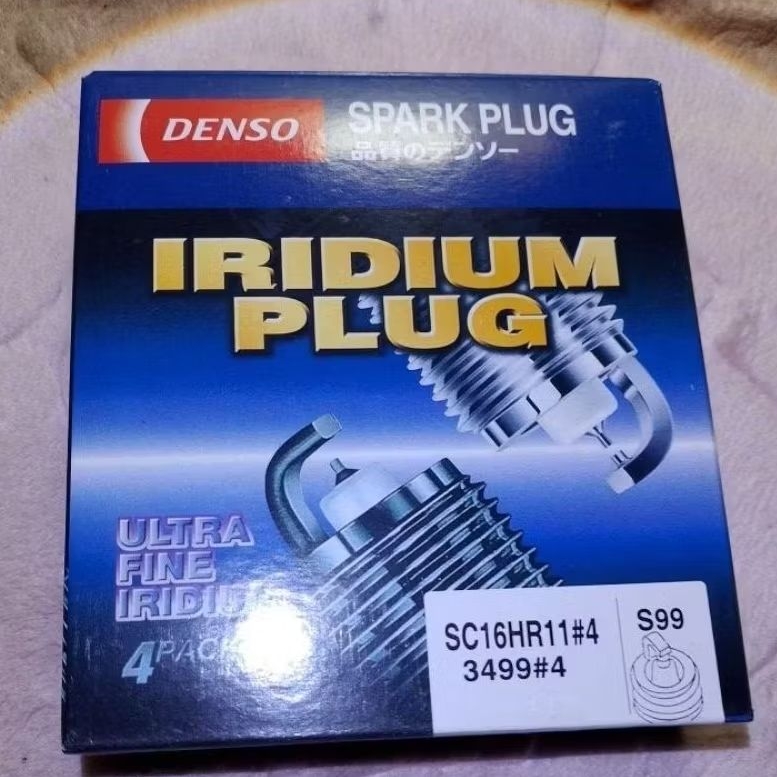 DENSO
SPARK PLUG
品質のデンソー
IRIDIUM
PLUG
ULTRA
FINE
4PACK
SC16HR11#4
3499#4
S99